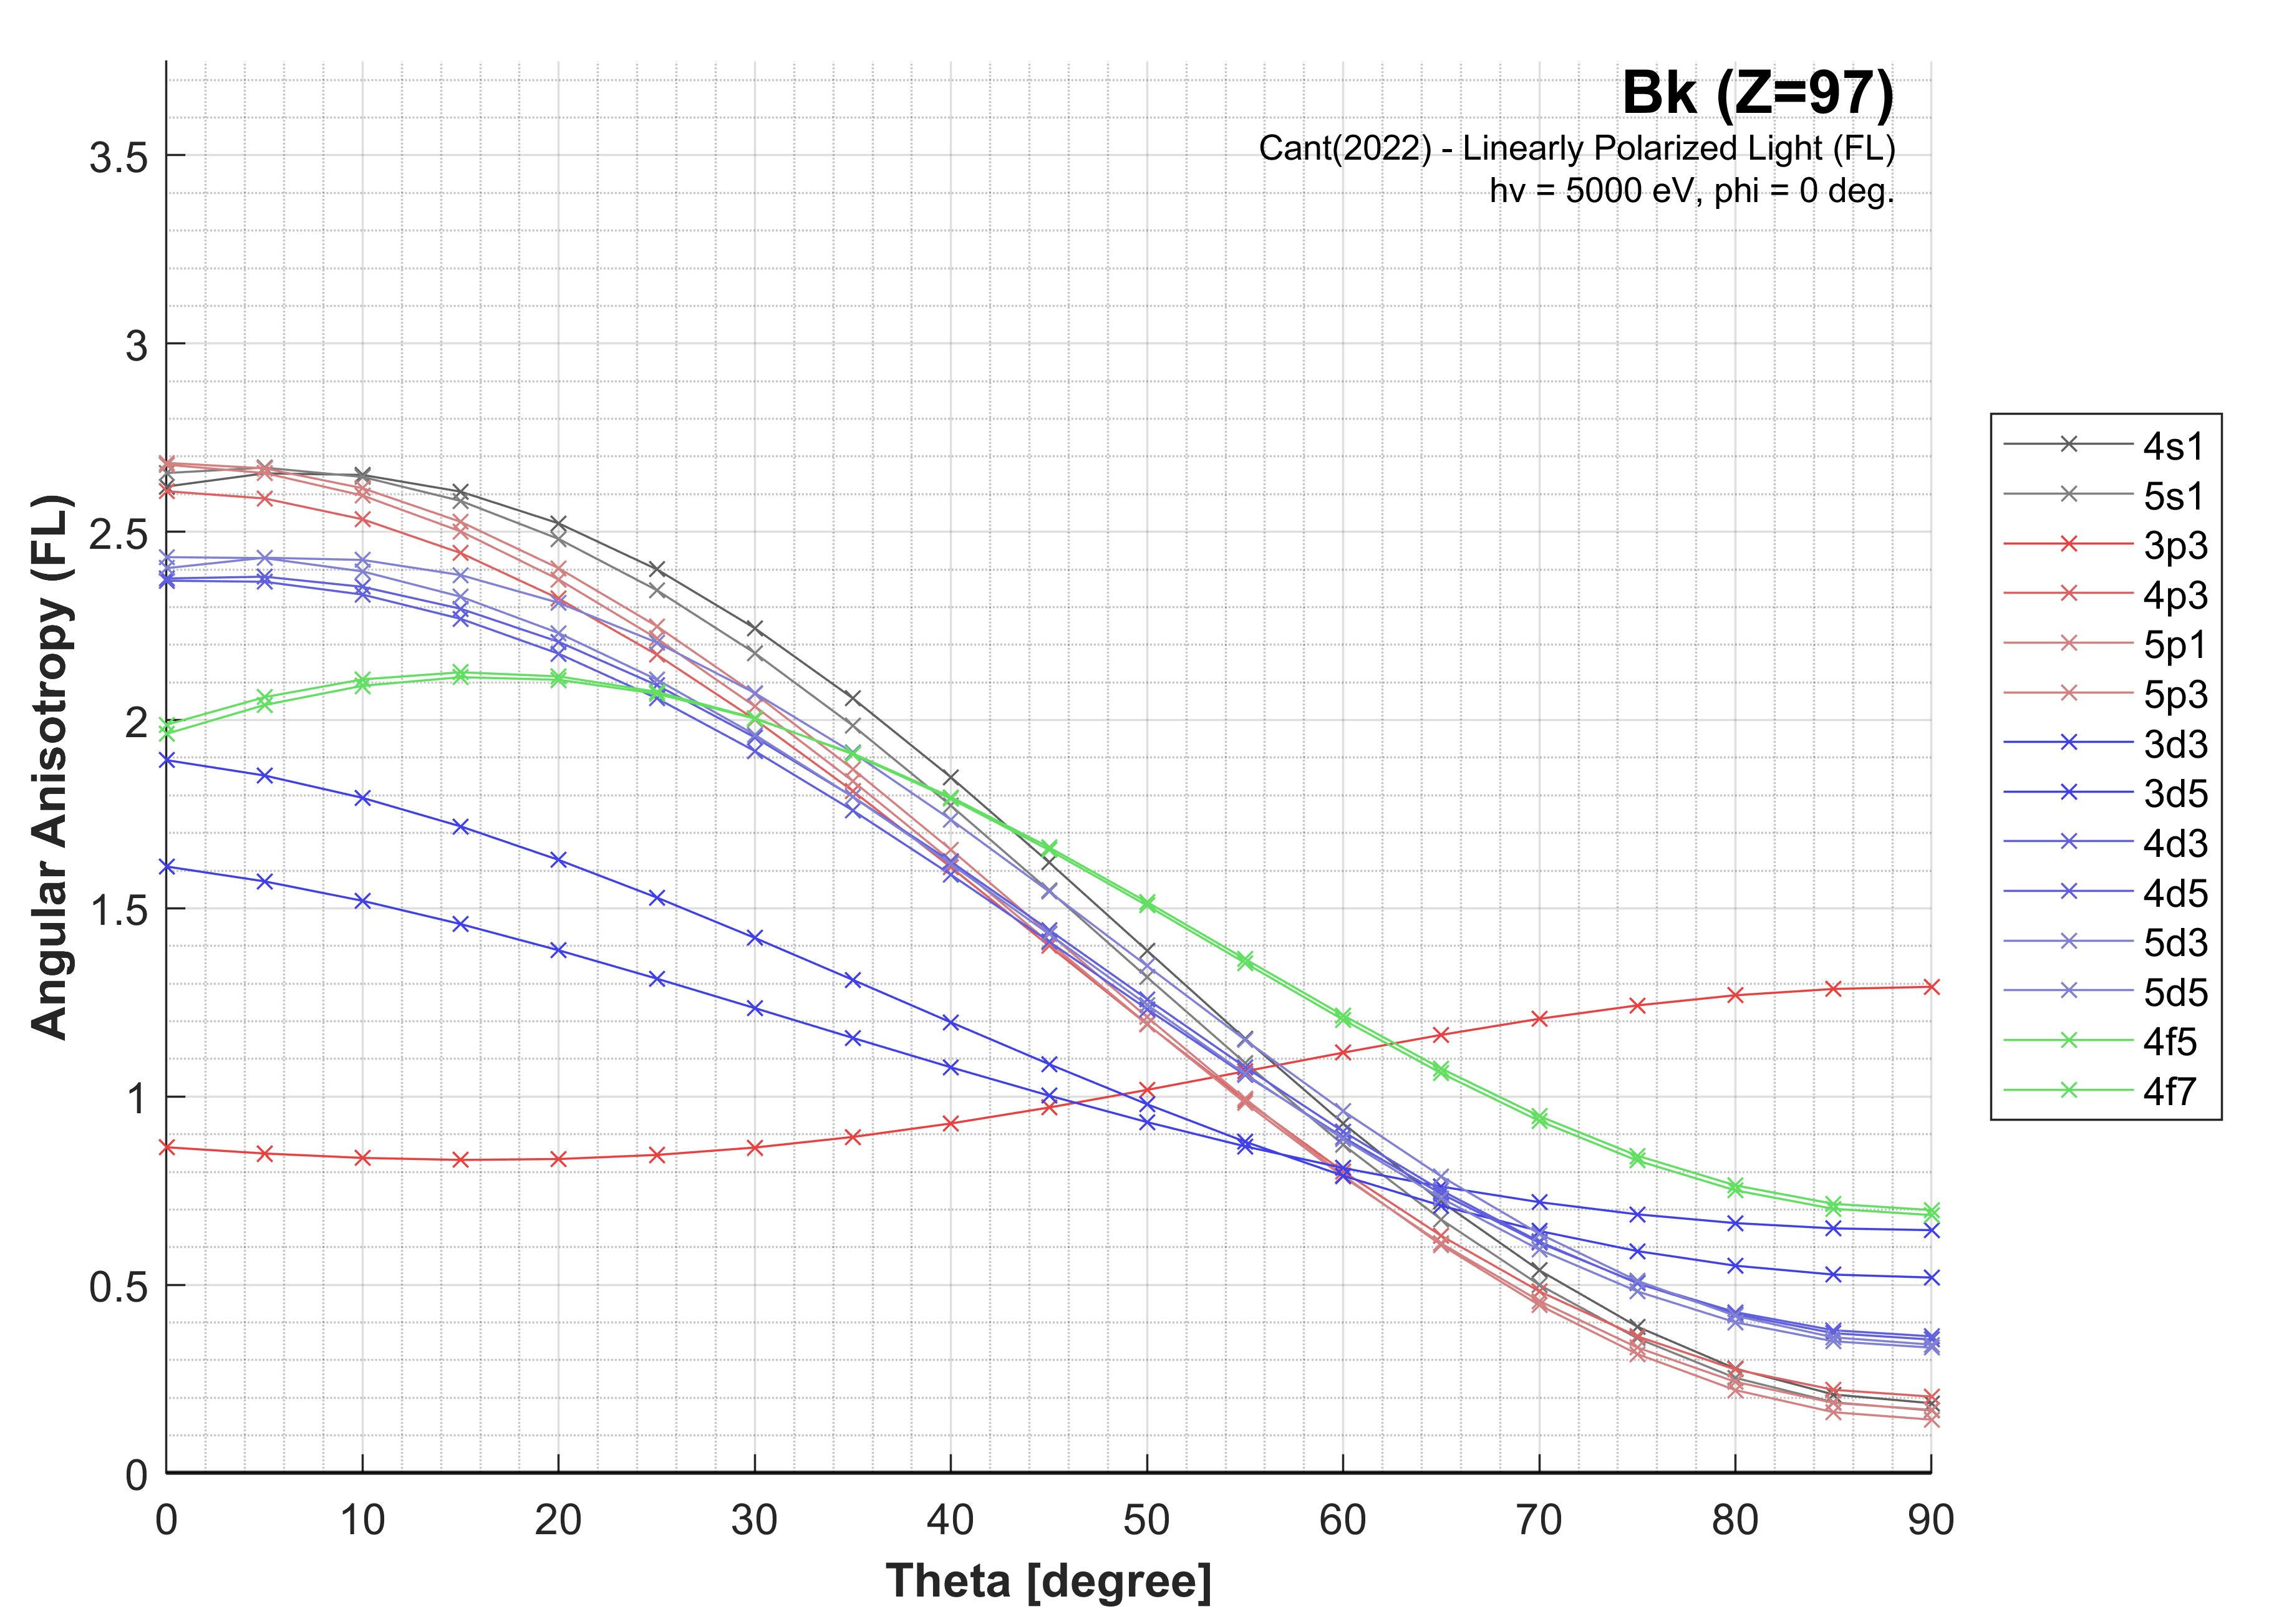 Bk (Z=97)
Cant(2022) - Linearly Polarized Light (FL)
hv = 5000 eV, phi = 0 deg.
Angular Anisotropy (FL)
3.5
3
2.5
2
1.5
1
0.5
0
0 10 20 30 40 50 60 70 80 90
Theta [degree]
4s1
5s1
3p3
4p3
5p1
5p3
3d3
3d5
4d3
4d5
5d3
5d5
4f5
4f7